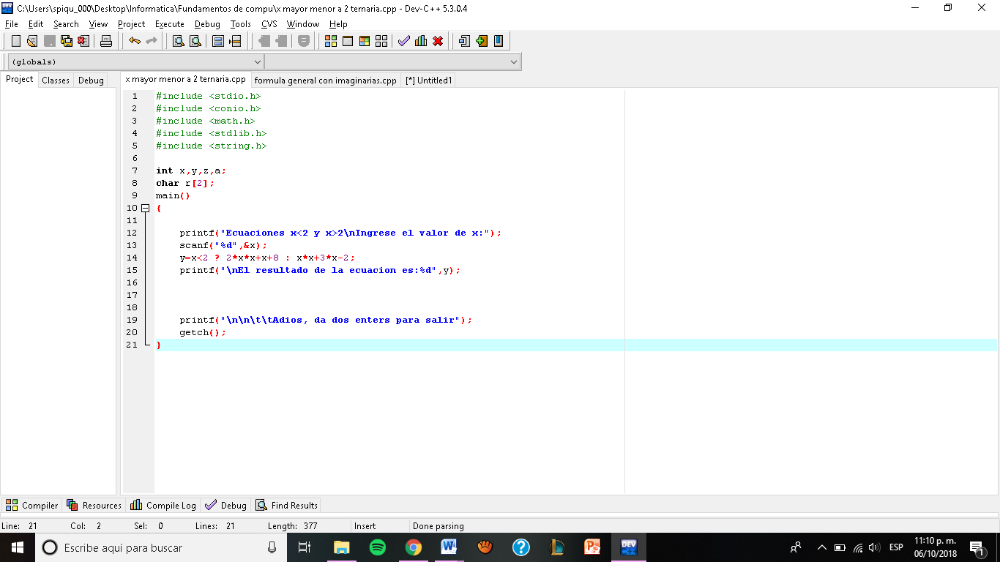 C:\Users\spiqu_000\Desktop\Informatica\Fundamentos de compu\x mayor menor a 2 ternaria.cpp - Dev-C++ 5.3.0.4
File Edit Search View Project Execute Debug Tools CVS Window Help
(globals)
Project Classes Debug x mayor menor a 2 ternaria.cpp formula general con imaginarias.cpp [*] Untitled1
1 #include <stdio.h>
2 #include <conio.h>
3 #include <math.h>
4 #include <stdlib.h>
5 #include <string.h>
6
7 int x,y,z,a;
8 char r[2];
9 main()
10 {
11
12 printf("Ecuaciones x<2 y x>2\nIngrese el valor de x:");
13 scanf("%d",&x);
14 y=x<2 ? 2*x*x+x+8 : x*x+3*x-2;
15 printf("\nEl resultado de la ecuacion es:%d",y);
16
17
18
19 printf("\n\n\t\tAdios, da dos enters para salir");
20 getch();
21 }
Compiler Resources Compile Log Debug Find Results
Line: 21 Col: 2 Sel: 0 Lines: 21 Length: 377 Insert Done parsing
Escribe aquí para buscar
ESP
11:10 p. m.
06/10/2018
1